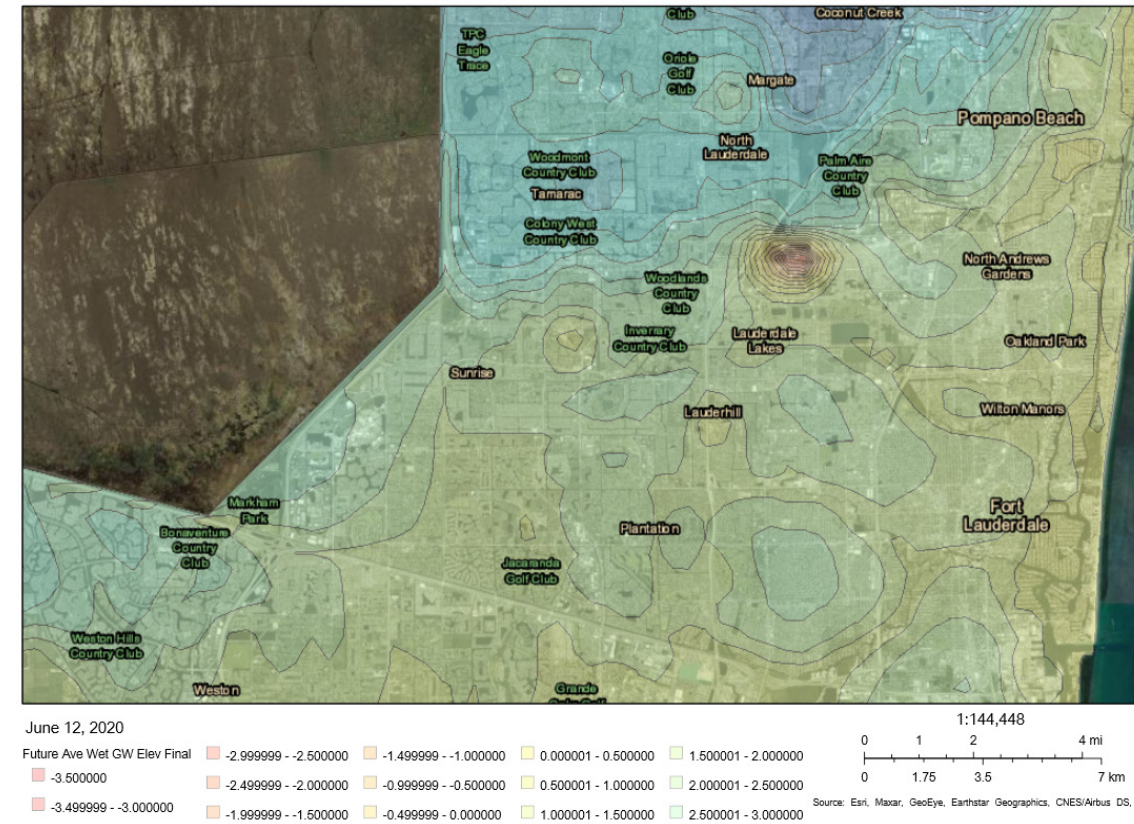 Club
Coconut Creek
TPC
Eagle
Trace
Oriole
Golf
Club
Margate
Pompano Beach
North
Lauderdale
Woodmont
Country Club
Palm Aire
Country
Club
Tamarac
Colony West
Country Club
North Andrews
Gardens
Woodlands
Country
Club
Inverrary
Country Club
Lauderdale
Lakes
Oakland Park
Sunrise
Lauderhill
Wilton Manors
Markham
Park
Fort
Lauderdale
Bonaventure
Country
Club
Plantation
Jacaranda
Golf Club
Weston Hills
Country Club
Weston
Grande
June 12, 2020
Future Ave Wet GW Elev Final
-3.500000
-3.499999 - -3.000000
-2.999999 - -2.500000
-2.499999 - -2.000000
-1.999999 - -1.500000
-1.499999 - -1.000000
-0.999999 - -0.500000
-0.499999 - 0.000000
0.000001 - 0.500000
0.500001 - 1.000000
1.000001 - 1.500000
1.500001 - 2.000000
2.000001 - 2.500000
2.500001 - 3.000000
1:144,448
0 1 2 4 mi
0 1.75 3.5 7 km
Source: Esri, Maxar, GeoEye, Earthstar Geographics, CNES/Airbus DS,